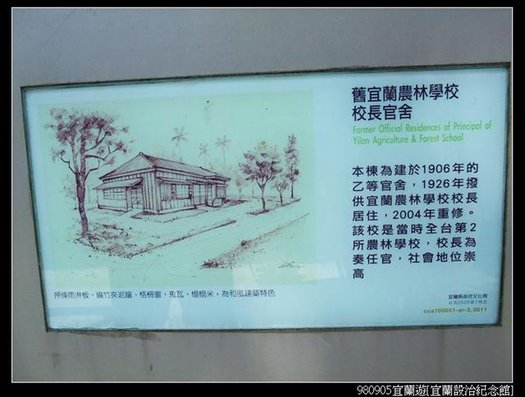 舊宜蘭農林學校
校長官舍
Former Official Residences of Principal of
Yilan Agriculture & Forest School
本棟為建於1906年的
乙等官舍，1926年撥
供宜蘭農林學校校長
居住，2004年重修。
該校是當時全台第2
所農林學校，校長為
奏任官，社會地位崇
高
押條雨淋板、編竹夾泥牆、格柵窗、黑瓦、榻榻米，為和風建築特色
宜蘭縣政府文化局
cca100051-ar-3_0011
980905宜蘭遊[宜蘭設治紀念館]